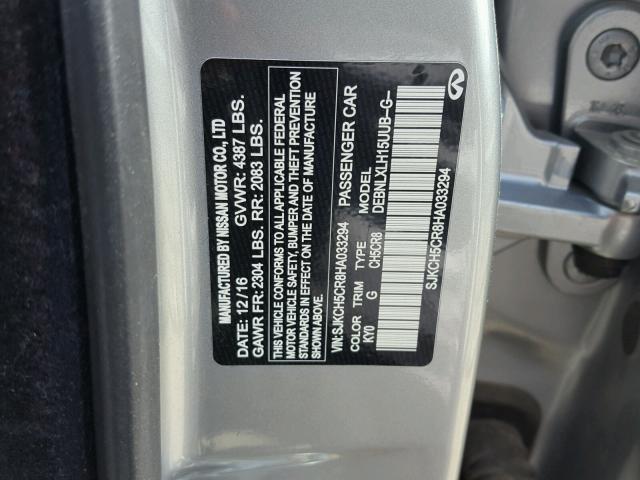 MANUFACTURED BY NISSAN MOTOR CO., LTD
DATE: 12/16 GVWR: 4387 LBS.
GAWR FR: 2304 LBS. RR: 2083 LBS.
THIS VEHICLE CONFORMS TO ALL APPLICABLE FEDERAL
MOTOR VEHICLE SAFETY, BUMPER AND THEFT PREVENTION
STANDARDS IN EFFECT ON THE DATE OF MANUFACTURE
SHOWN ABOVE.
VIN: SJKCH5CR8HA033294 PASSENGER CAR
COLOR TRIM TYPE MODEL
KY0 G CH5CR8 DEBNLXLH15UUB-G-
SJKCH5CR8HA033294